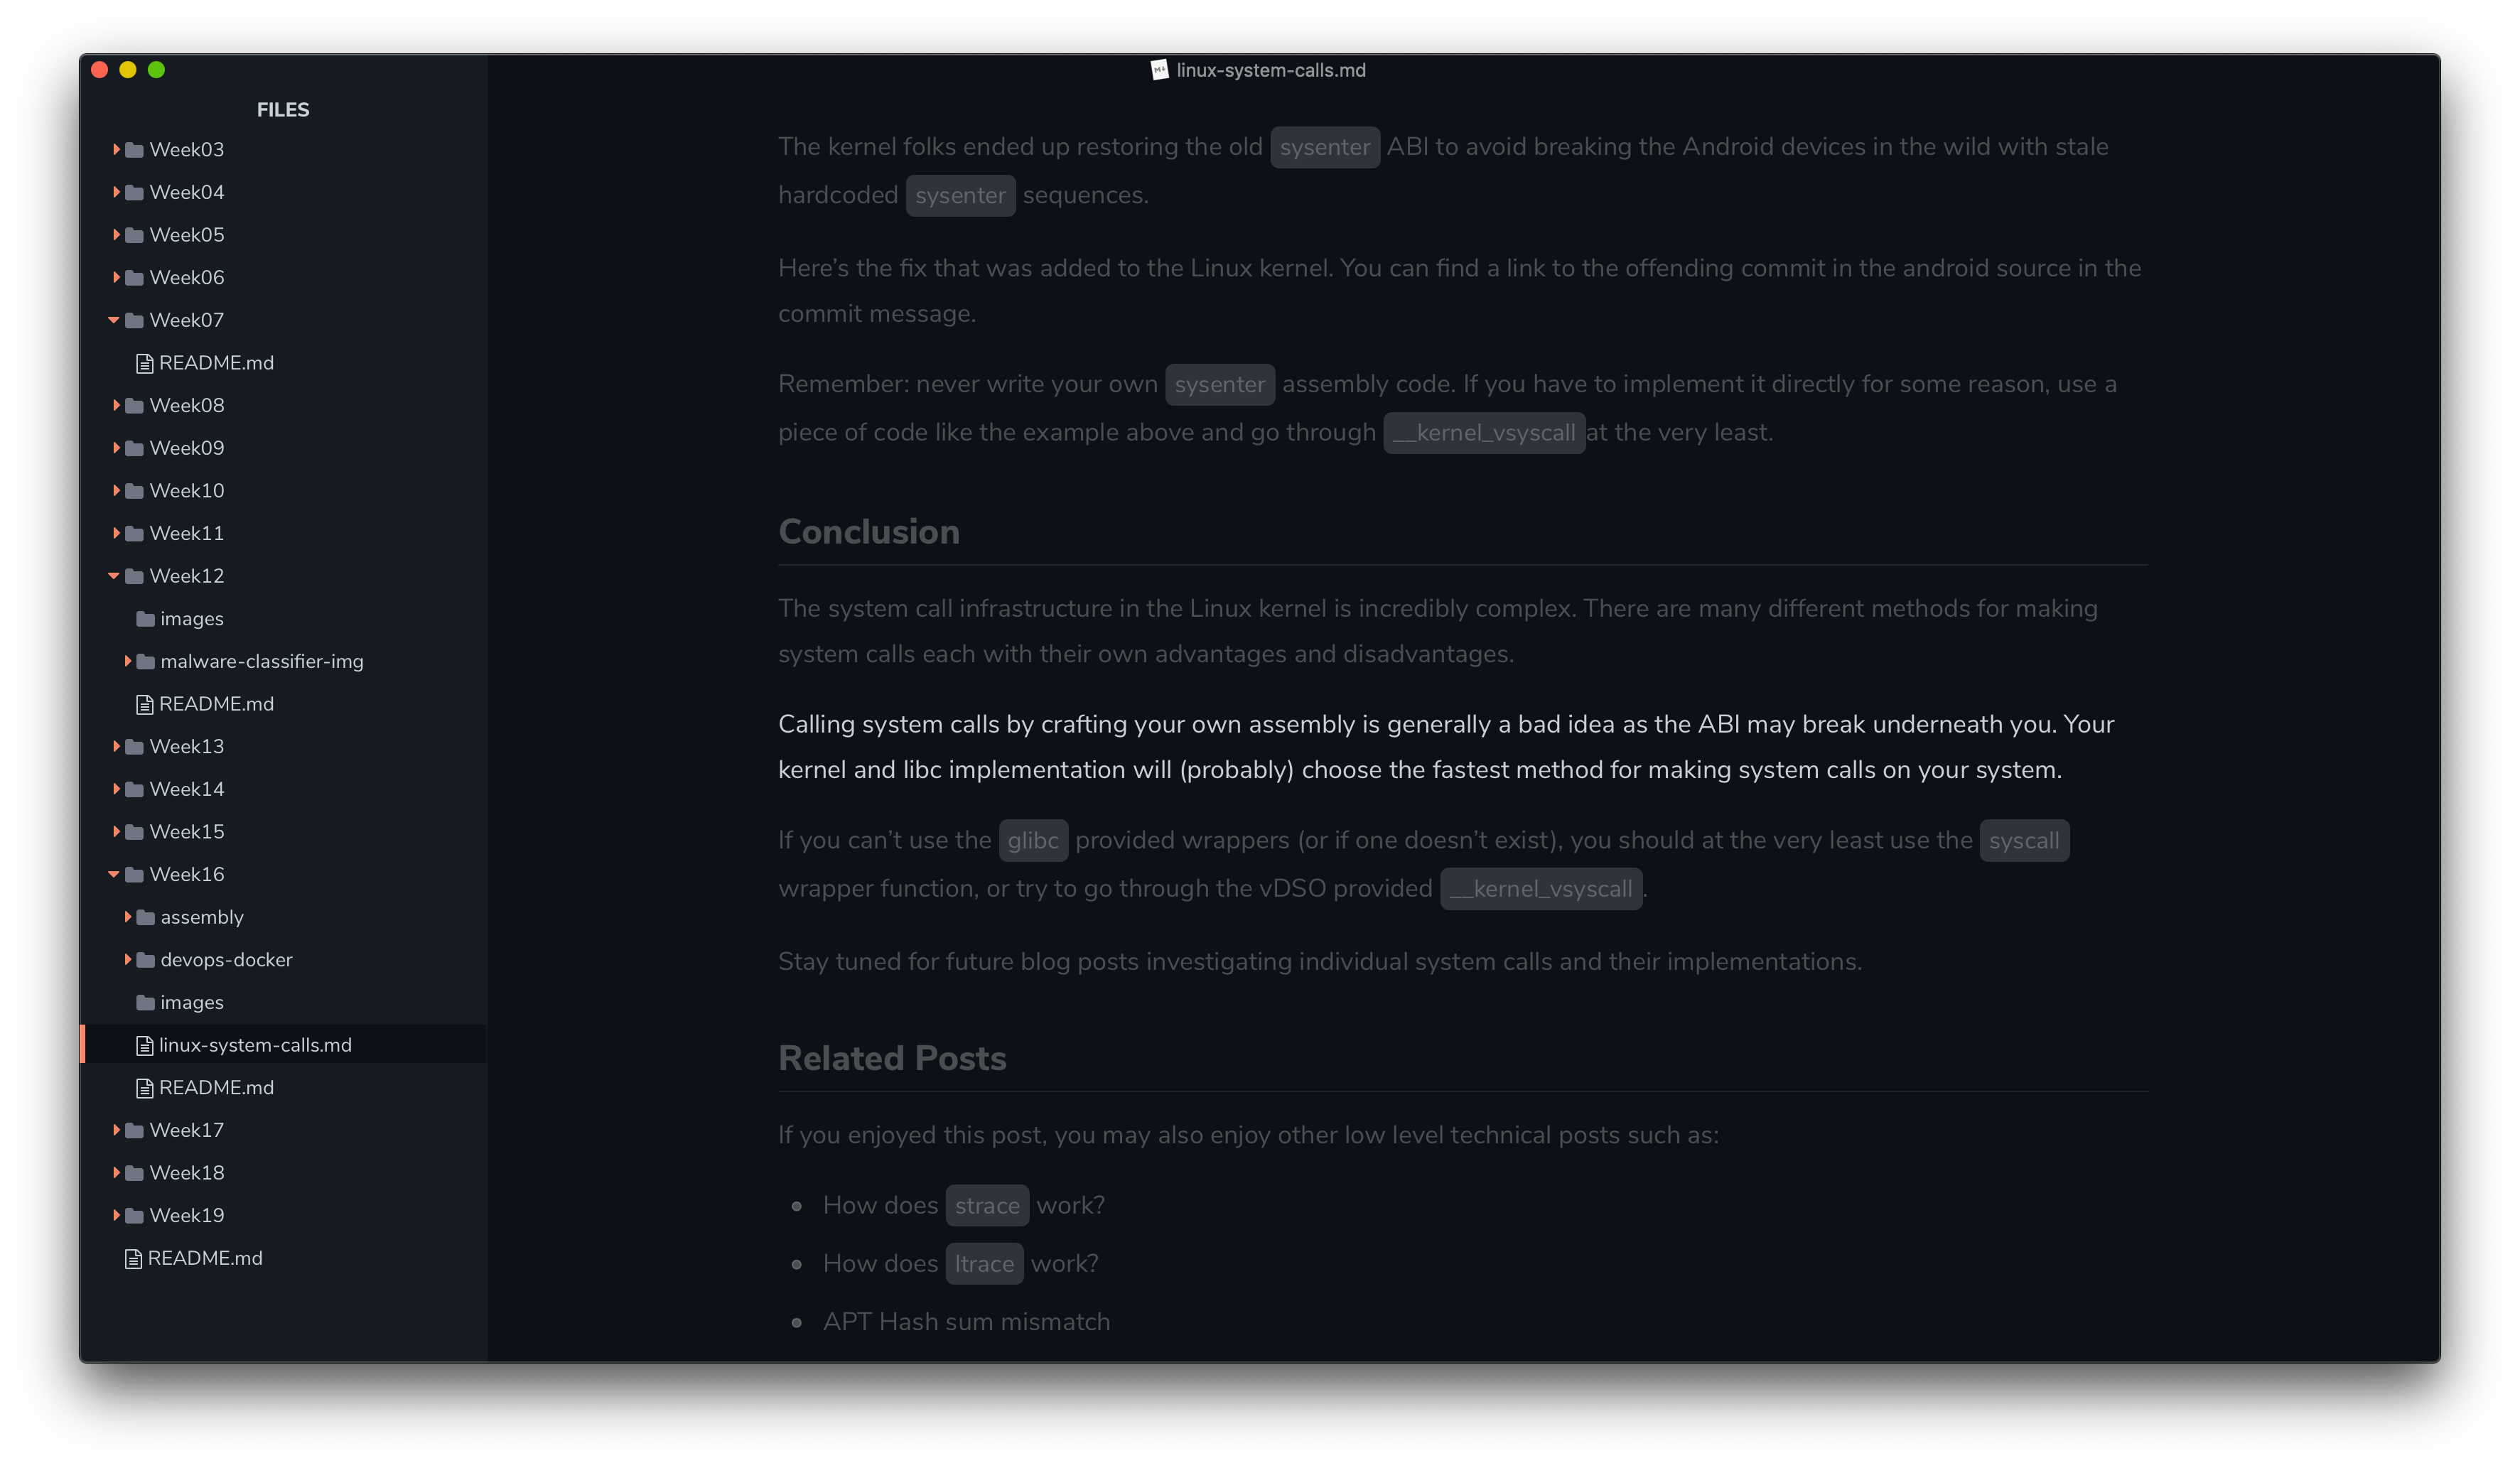 linux-system-calls.md
FILES
Week03
Week04
Week05
Week06
Week07
README.md
Week08
Week09
Week10
Week11
Week12
images
malware-classifier-img
README.md
Week13
Week14
Week15
Week16
assembly
devops-docker
images
linux-system-calls.md
README.md
Week17
Week18
Week19
README.md
The kernel folks ended up restoring the old sysenter ABI to avoid breaking the Android devices in the wild with stale
hardcoded sysenter sequences.
Here’s the fix that was added to the Linux kernel. You can find a link to the offending commit in the android source in the
commit message.
Remember: never write your own sysenter assembly code. If you have to implement it directly for some reason, use a
piece of code like the example above and go through __kernel_vsyscall at the very least.
Conclusion
The system call infrastructure in the Linux kernel is incredibly complex. There are many different methods for making
system calls each with their own advantages and disadvantages.
Calling system calls by crafting your own assembly is generally a bad idea as the ABI may break underneath you. Your
kernel and libc implementation will (probably) choose the fastest method for making system calls on your system.
If you can’t use the glibc provided wrappers (or if one doesn’t exist), you should at the very least use the syscall
wrapper function, or try to go through the vDSO provided __kernel_vsyscall.
Stay tuned for future blog posts investigating individual system calls and their implementations.
Related Posts
If you enjoyed this post, you may also enjoy other low level technical posts such as:
How does strace work?
How does ltrace work?
APT Hash sum mismatch